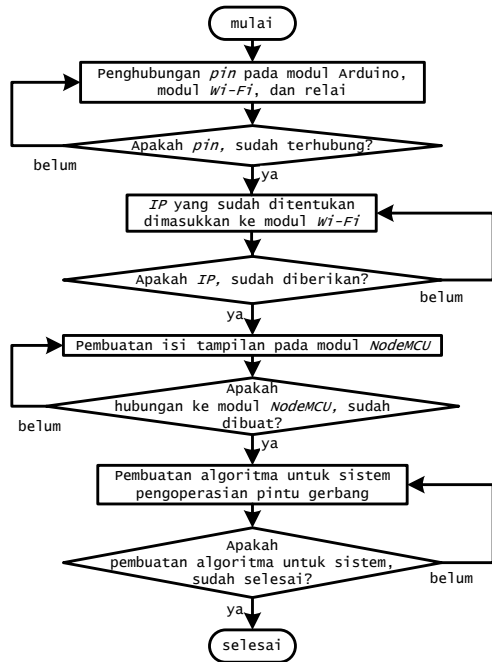 mulai
Penghubungan pin pada modul Arduino,
modul Wi-Fi, dan relai
Apakah pin, sudah terhubung?
belum
ya
IP yang sudah ditentukan
dimasukkan ke modul Wi-Fi
Apakah IP, sudah diberikan?
belum
ya
Pembuatan isi tampilan pada modul NodeMCU
Apakah
hubungan ke modul NodeMCU, sudah
dibuat?
belum
ya
Pembuatan algoritma untuk sistem
pengoperasian pintu gerbang
Apakah
pembuatan algoritma untuk sistem,
sudah selesai?
belum
ya
selesai